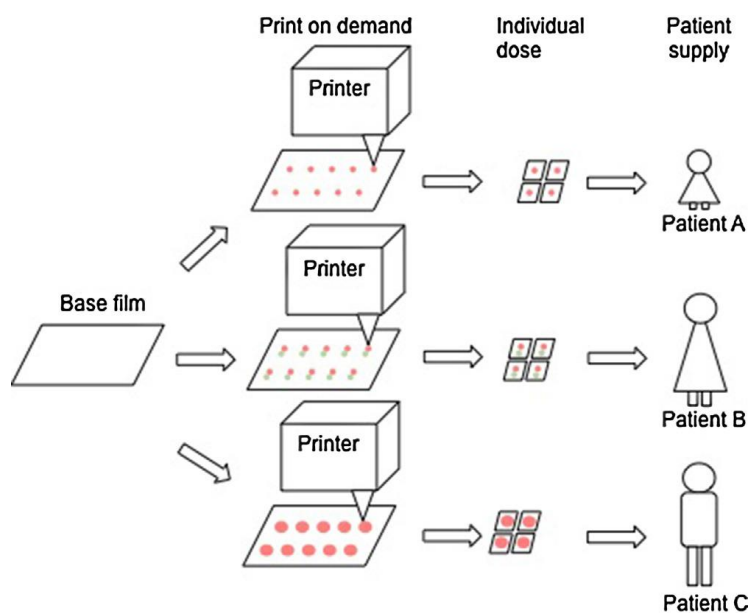 Print on demand
Individual
dose
Patient
supply
Printer
Patient A
Printer
Base film
Patient B
Printer
Patient C